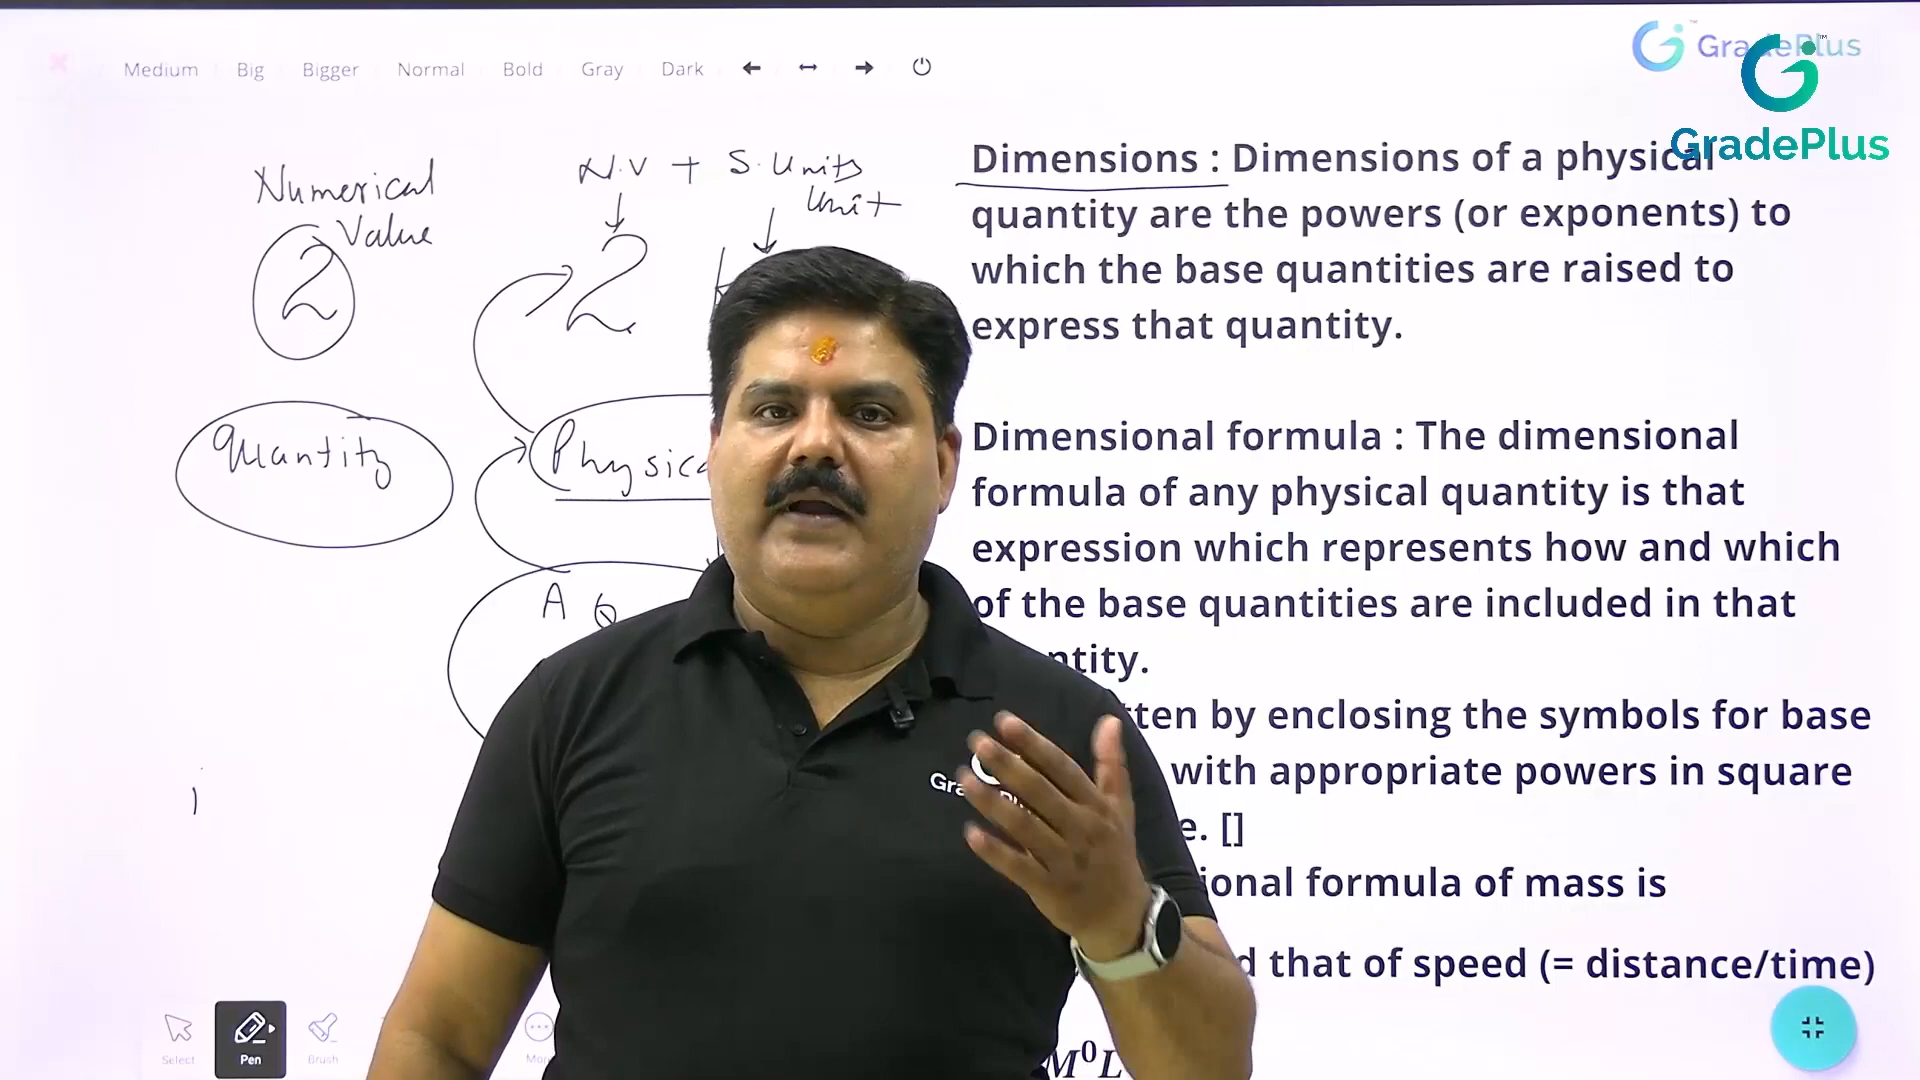 Medium Big Bigger Normal Bold Gray Dark
GradePlus
GradePlus
Numerical
Value
2
N.V + S. Units
Unit
2
Quantity
Physica
A Q
Dimensions : Dimensions of a physical
quantity are the powers (or exponents) to
which the base quantities are raised to
express that quantity.
Dimensional formula : The dimensional
formula of any physical quantity is that
expression which represents how and which
of the base quantities are included in that
ntity.
tten by enclosing the symbols for base
with appropriate powers in square
e. []
ional formula of mass is
d that of speed (= distance/time)
M⁰L
Select Pen Brush Mor